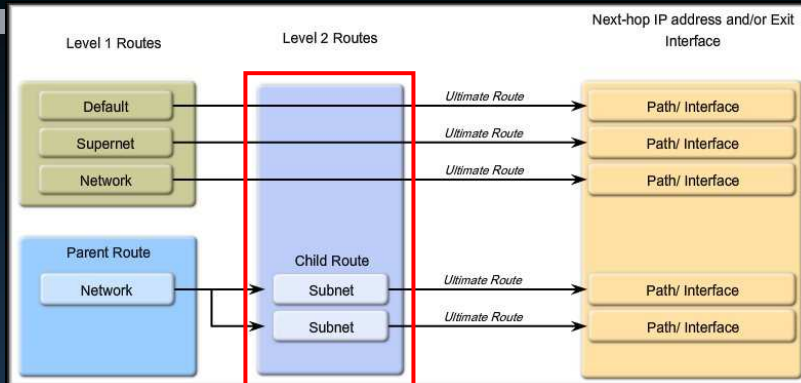 Level 1 Routes
Level 2 Routes
Next-hop IP address and/or Exit
Interface
Default
Ultimate Route
Path/ Interface
Supernet
Ultimate Route
Path/ Interface
Network
Ultimate Route
Path/ Interface
Parent Route
Child Route
Network
Subnet
Ultimate Route
Path/ Interface
Subnet
Ultimate Route
Path/ Interface